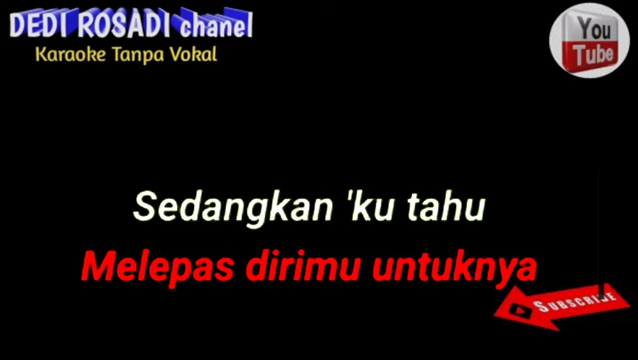 DEDI ROSADI chanel
Karaoke Tanpa Vokal
You
Tube
Sedangkan 'ku tahu
Melepas dirimu untuknya
SUBSCRIBE